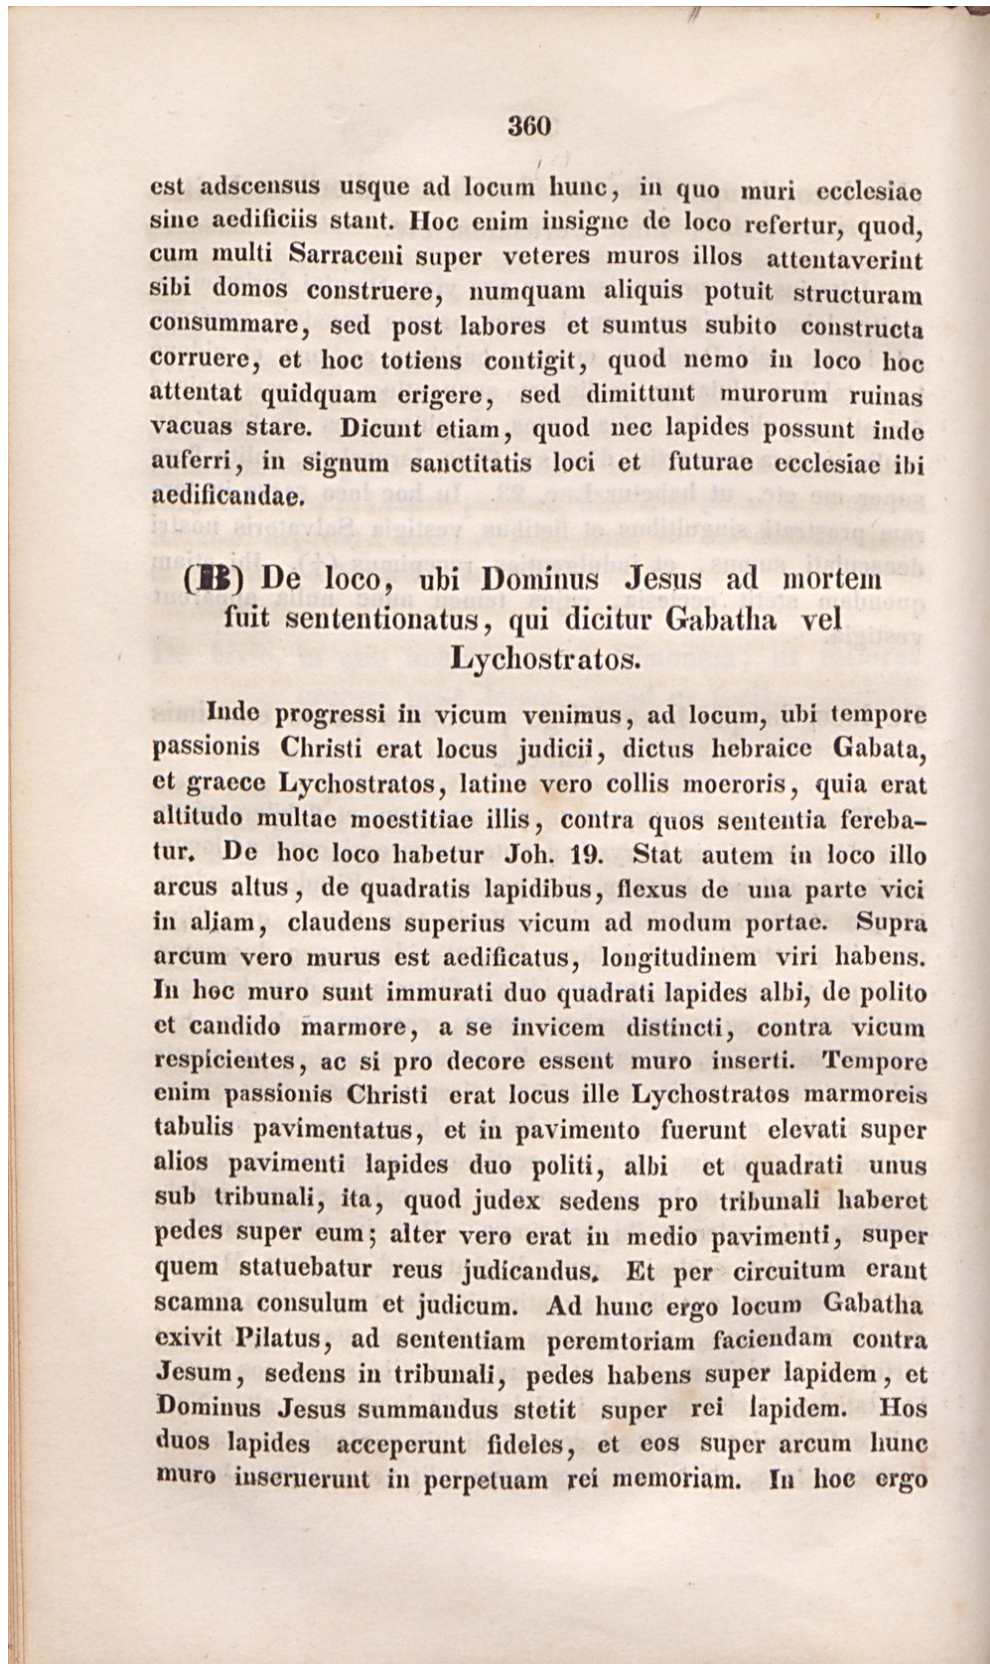 360
est adscensus usque ad locum hunc, in quo muri ecclesiae
sine aedificiis stant. Hoc enim insigne de loco refertur, quod,
cum multi Sarraceni super veteres muros illos attentaverint
sibi domos construere, numquam aliquis potuit structuram
consummare, sed post labores et sumtus subito constructa
corruere, et hoc totiens contigit, quod nemo in loco hoc
attentat quidquam erigere, sed dimittunt murorum ruinas
vacuas stare. Dicunt etiam, quod nec lapides possunt inde
auferri, in signum sanctitatis loci et futurae ecclesiae ibi
aedificandae.
(B) De loco, ubi Dominus Jesus ad mortem
fuit sententionatus, qui dicitur Gabatha vel
Lychostratos.
Inde progressi in vicum venimus, ad locum, ubi tempore
passionis Christi erat locus judicii, dictus hebraice Gabata,
et graece Lychostratos, latine vero collis moeroris, quia erat
altitudo multae moestitiae illis, contra quos sententia fereba-
tur. De hoc loco habetur Joh. 19. Stat autem in loco illo
arcus altus, de quadratis lapidibus, flexus de una parte vici
in aliam, claudens superius vicum ad modum portae. Supra
arcum vero murus est aedificatus, longitudinem viri habens.
In hoc muro sunt immurati duo quadrati lapides albi, de polito
et candido marmore, a se invicem distincti, contra vicum
respicientes, ac si pro decore essent muro inserti. Tempore
enim passionis Christi erat locus ille Lychostratos marmoreis
tabulis pavimentatus, et in pavimento fuerunt elevati super
alios pavimenti lapides duo politi, albi et quadrati unus
sub tribunali, ita, quod judex sedens pro tribunali haberet
pedes super eum; alter vero erat in medio pavimenti, super
quem statuebatur reus judicandus. Et per circuitum erant
scamna consulum et judicum. Ad hunc ergo locum Gabatha
exivit Pilatus, ad sententiam peremtoriam faciendam contra
Jesum, sedens in tribunali, pedes habens super lapidem, et
Dominus Jesus summandus stetit super rei lapidem. Hos
duos lapides acceperunt fideles, et eos super arcum hunc
muro inseruerunt in perpetuam rei memoriam. In hoc ergo